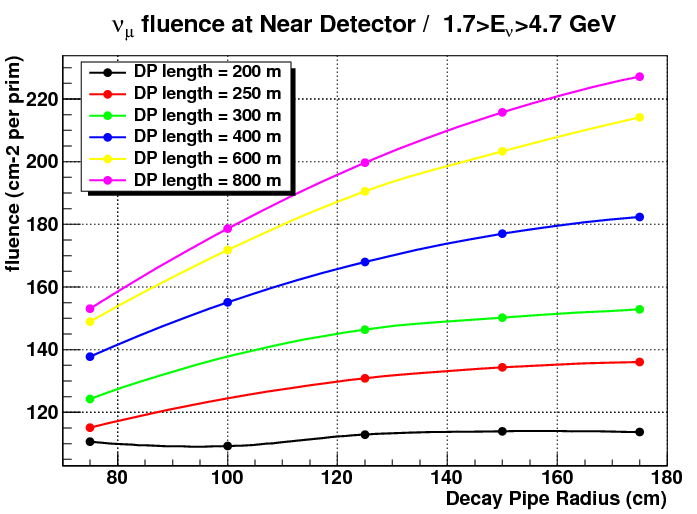 νμ fluence at Near Detector / 1.7>Eν>4.7 GeV
DP length = 200 m
DP length = 250 m
DP length = 300 m
DP length = 400 m
DP length = 600 m
DP length = 800 m
fluence (cm-2 per prim)
220
200
180
160
140
120
80 100 120 140 160 180
Decay Pipe Radius (cm)